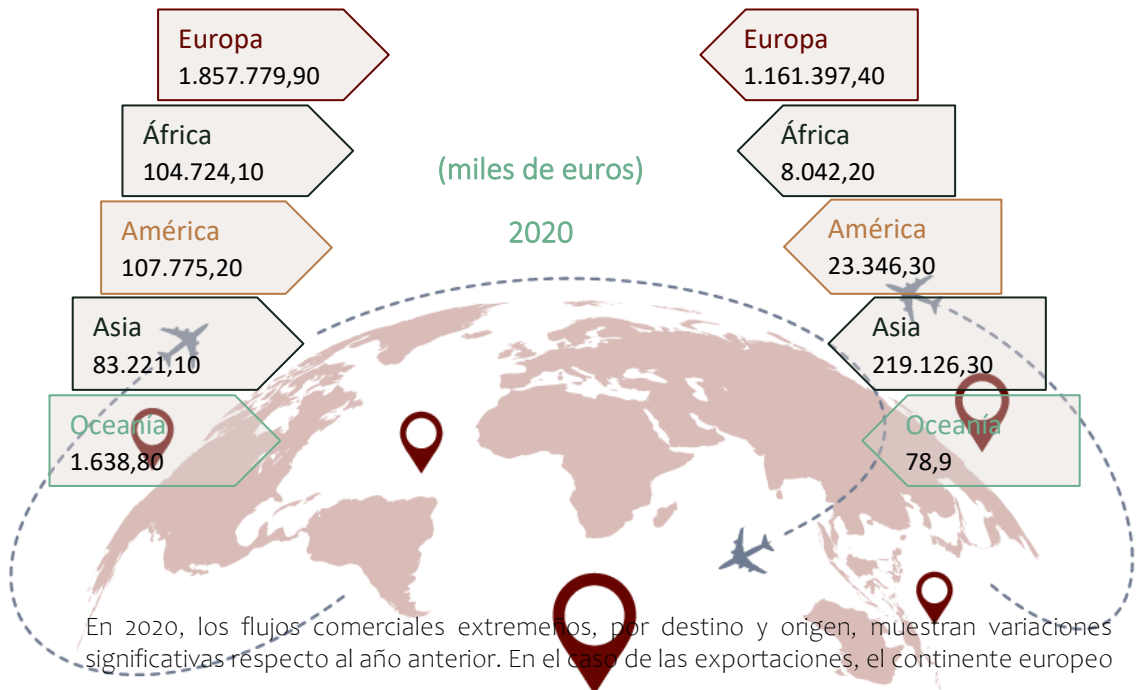 Europa
1.857.779,90
África
104.724,10
América
107.775,20
Asia
83.221,10
Oceanía
1.638,80
(miles de euros)
2020
Europa
1.161.397,40
África
8.042,20
América
23.346,30
Asia
219.126,30
Oceanía
78,9
En 2020, los flujos comerciales extremeños, por destino y origen, muestran variaciones
significativas respecto al año anterior. En el caso de las exportaciones, el continente europeo